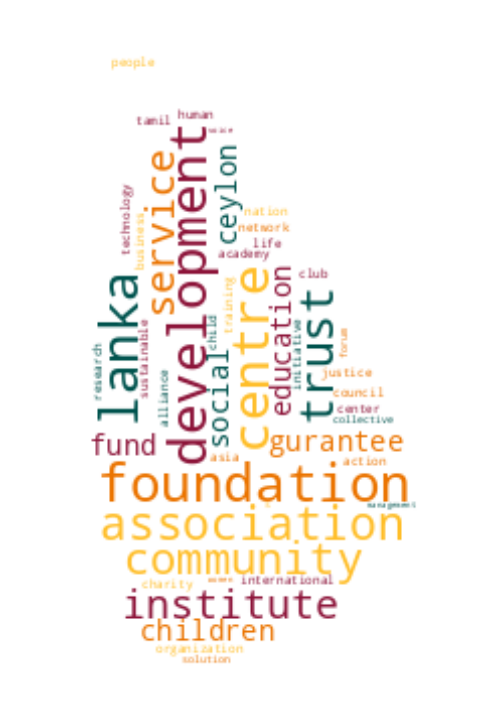 people
tamil
human
voice
development
service
ceylon
technology
business
nation
network
life
academy
lanka
centre
education
club
trust
training
child
initiative
forum
research
sustainable
alliance
social
justice
council
center
collective
fund
gurantee
asia
action
foundation
management
association
community
women
international
charity
institute
children
organization
solution